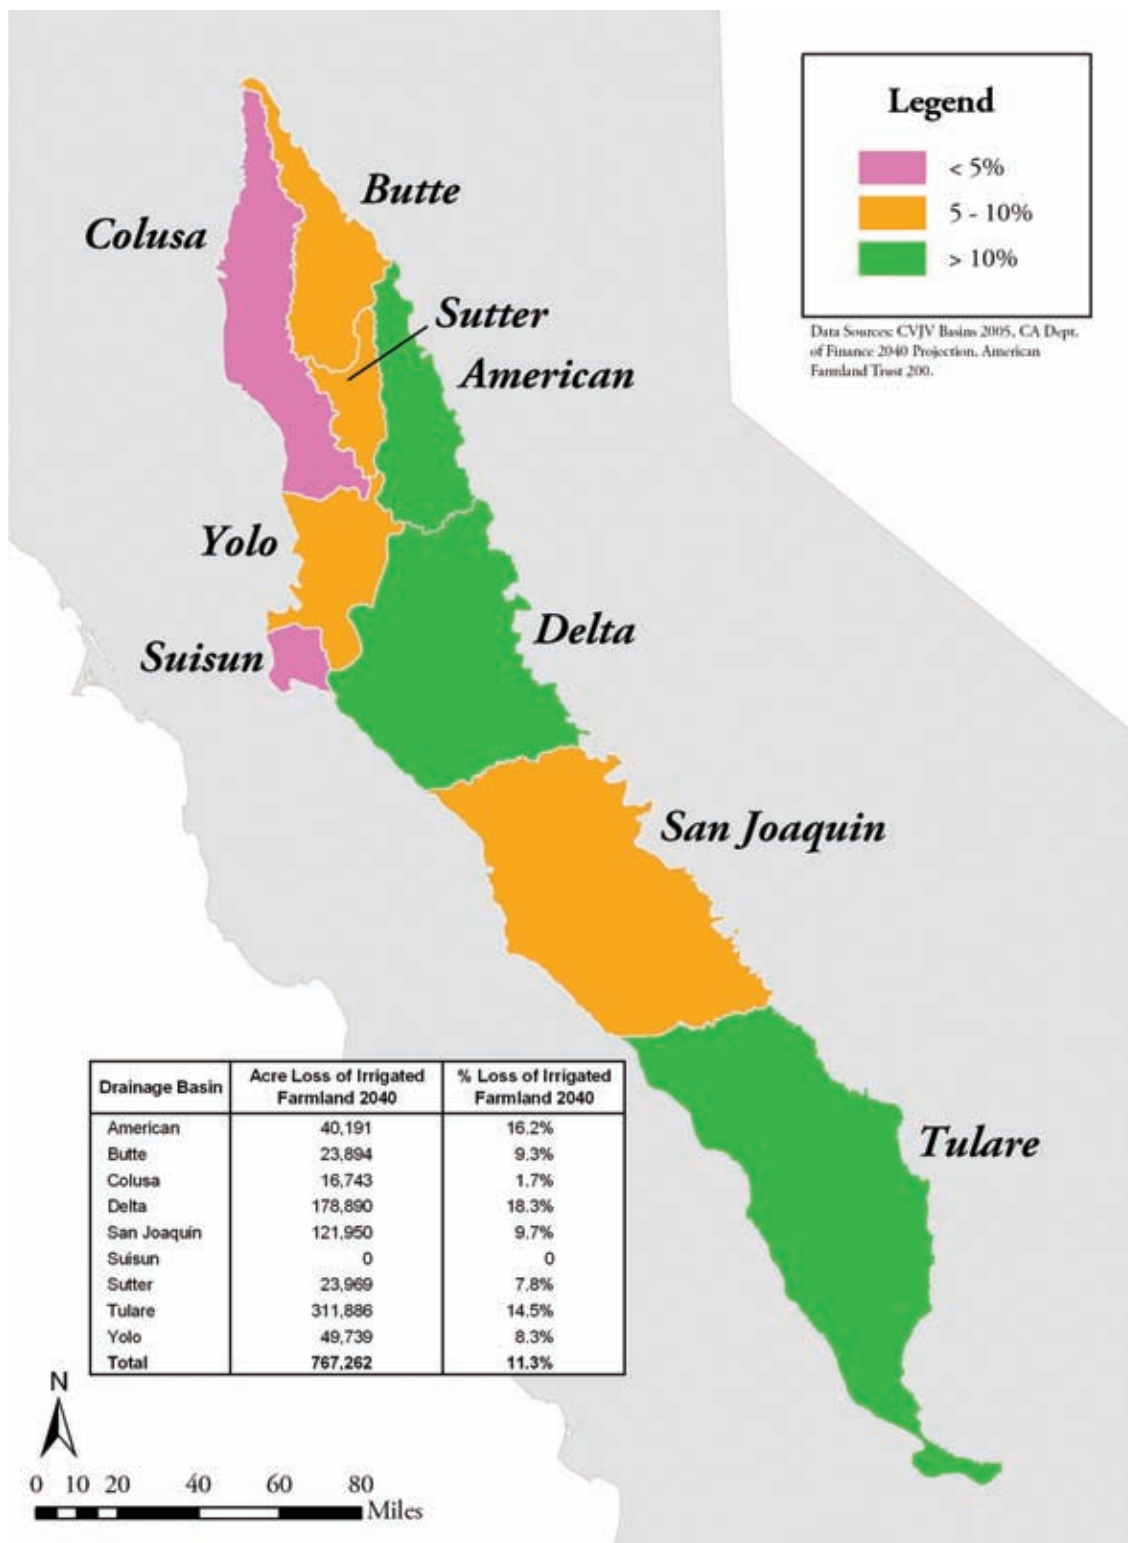 Legend
< 5%
5 - 10%
> 10%
Data Sources: CVJV Basins 2005, CA Dept.
of Finance 2040 Projection, American
Farmland Trust 200.
Butte
Colusa
Sutter
American
Yolo
Delta
Suisun
San Joaquin
Tulare
Drainage Basin Acre Loss of Irrigated Farmland 2040 % Loss of Irrigated Farmland 2040
American 40,191 16.2%
Butte 23,894 9.3%
Colusa 16,743 1.7%
Delta 178,890 18.3%
San Joaquin 121,950 9.7%
Suisun 0 0
Sutter 23,969 7.8%
Tulare 311,886 14.5%
Yolo 49,739 8.3%
Total 767,262 11.3%
N
0 10 20 40 60 80
Miles